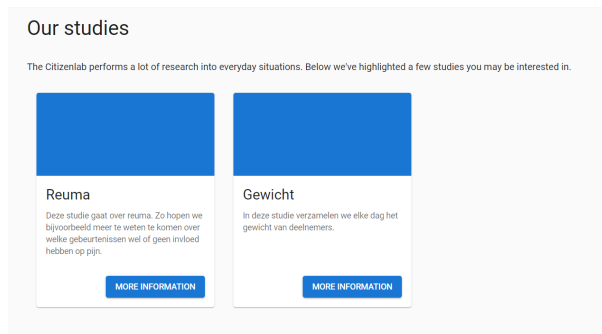 Our studies
The Citizenlab performs a lot of research into everyday situations. Below we've highlighted a few studies you may be interested in.
Reuma
Deze studie gaat over reuma. Zo hopen we
bijvoorbeeld meer te weten te komen over
welke gebeurtenissen wel of geen invloed
hebben op pijn.
MORE INFORMATION
Gewicht
In deze studie verzamelen we elke dag het
gewicht van deelnemers.
MORE INFORMATION